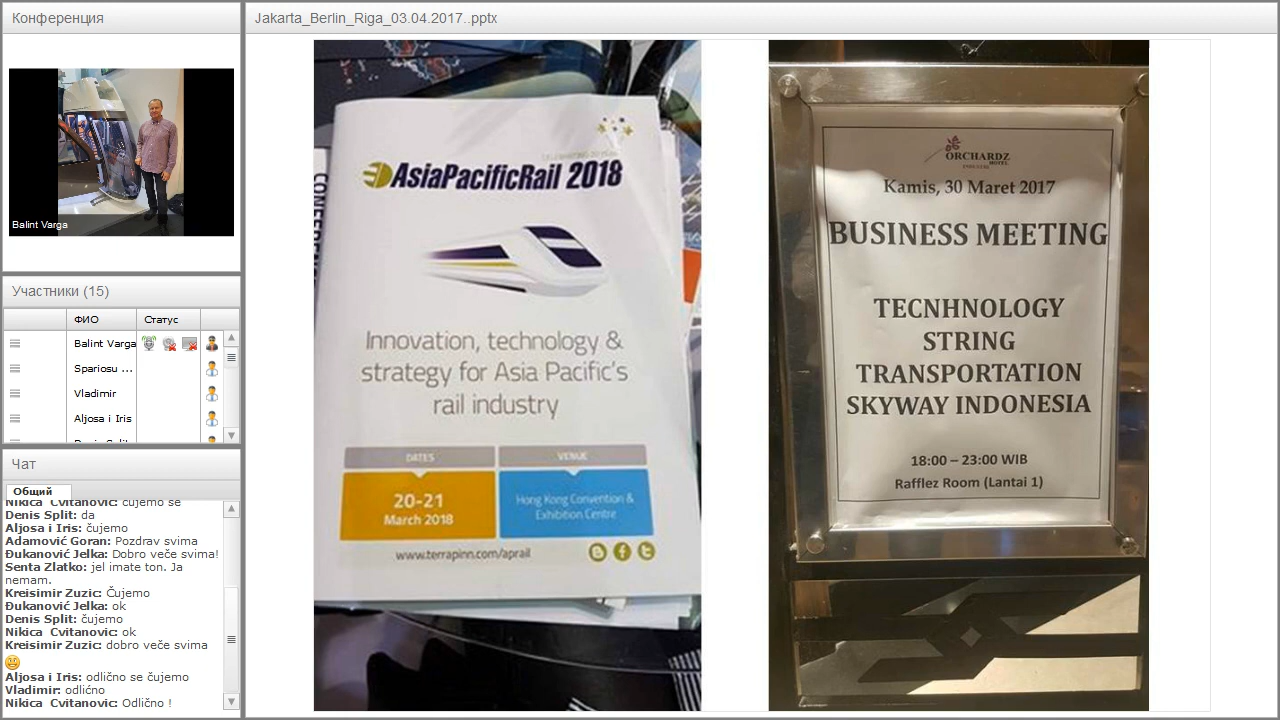 Конференция
Balint Varga
Участники (15)
ФИО
Статус
Balint Varga
Vladimir
Aljosa i Iris
Чат
Общий
Nikica Cvitanovic: čujemo se
Denis Split: da
Aljosa i Iris: čujemo
Adamović Goran: Pozdrav svima
Đukanović Jelka: Dobro veče svima!
Staša Zlatko: jel imate ton. Ja
nemam.
Kreisimir Zuzic: Čujemo
Đukanović Jelka: ok
Denis Split: čujemo
Nikica Cvitanovic: ok
Kreisimir Zuzic: dobro veče svima
Aljosa i Iris: odlično se čujemo
Vladimir: odlično
Nikica Cvitanovic: Odlično !
Jakarta_Berlin_Riga_03.04.2017..pptx
AsiaPacificRail 2018
Innovation, technology &
strategy for Asia Pacific's
rail industry
DATES
VENUE
20-21
March 2018
Hong Kong Convention &
Exhibition Centre
www.terrapinn.com/aprail
ORCHARDZ
HOTEL
Kamis, 30 Maret 2017
BUSINESS MEETING
TECNHNOLOGY
STRING
TRANSPORTATION
SKYWAY INDONESIA
18:00 – 23:00 WIB
Rafflez Room (Lantai 1)